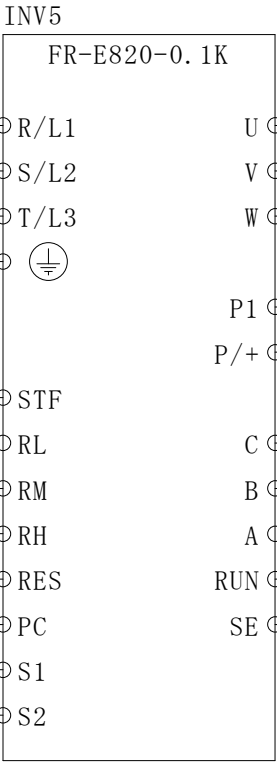 INV5
FR-E820-0.1K
R/L1 U
S/L2 V
T/L3 W
P1
P/+
STF
RL C
RM B
RH A
RES RUN
PC SE
S1
S2